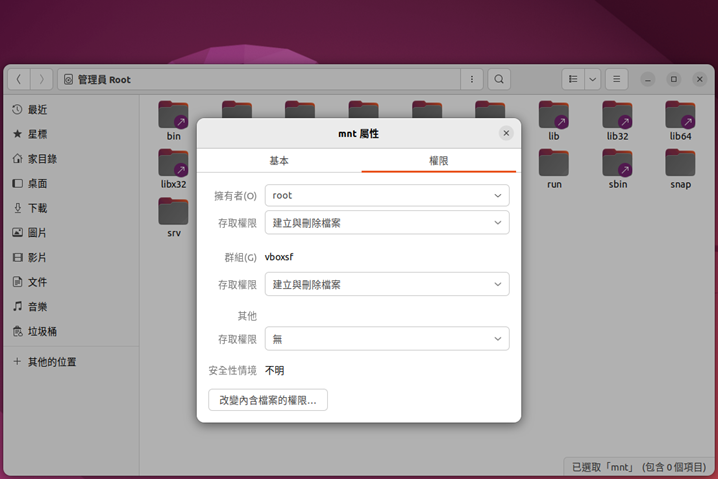 管理員 Root
最近
星標
家目錄
桌面
下載
圖片
影片
文件
音樂
垃圾桶
其他的位置
bin
lib
lib32
lib64
libx32
run
sbin
snap
srv
mnt 屬性
基本
權限
擁有者(O)
root
存取權限
建立與刪除檔案
群組(G)
vboxsf
存取權限
建立與刪除檔案
其他
存取權限
無
安全性情境
不明
改變內含檔案的權限…
已選取「mnt」 (包含 0 個項目)